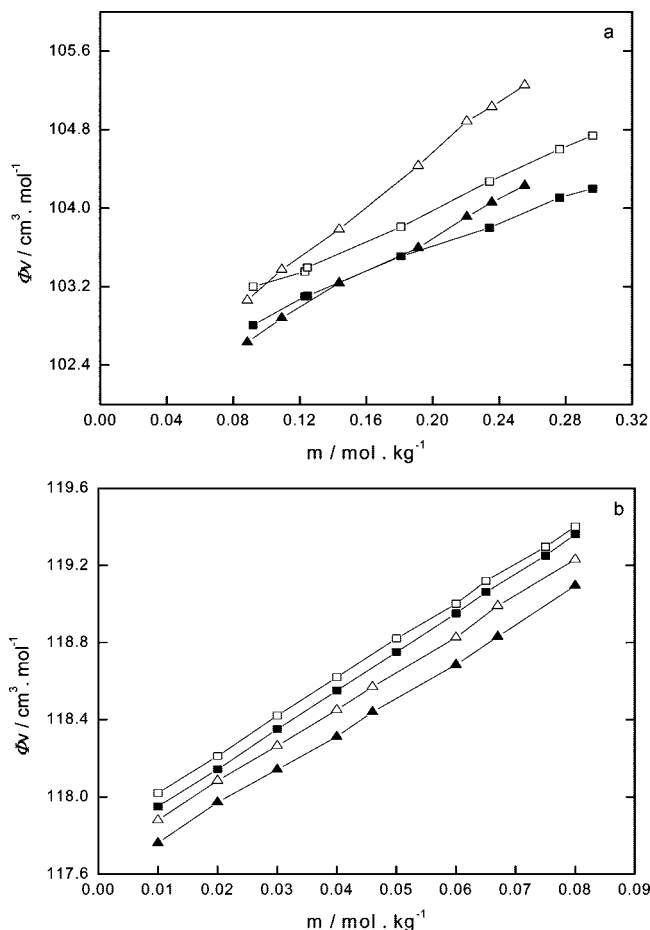 a
105.6
104.8
104.0
103.2
102.4
Φv / cm³. mol⁻¹
0.00 0.04 0.08 0.12 0.16 0.20 0.24 0.28 0.32
m / mol . kg⁻¹
b
119.6
119.2
118.8
118.4
118.0
117.6
Φv / cm³. mol⁻¹
0.00 0.01 0.02 0.03 0.04 0.05 0.06 0.07 0.08 0.09
m / mol . kg⁻¹